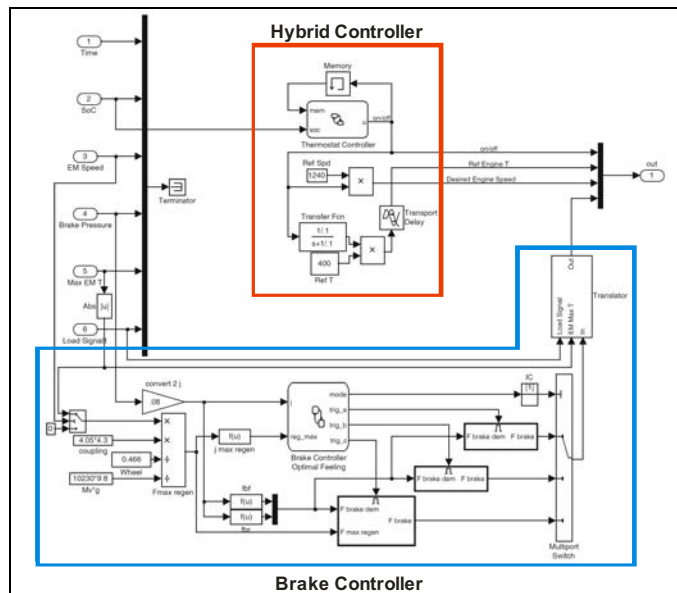 Hybrid Controller
1
Time
2
SoC
3
EM Speed
4
Brake Pressure
5
Max EM T
6
Load Signal
Abs
|u|
Terminator
Memory
mem
soc
u
on/off
Thermostat Controller
on/off
Ref Spd
1240
×
Ref Engine T
Desired Engine Speed
Transfer Fcn
1/.1
s+1/.1
×
400
Ref T
Transport
Delay
out
1
Out
Load Signal
EM Max T
In
Translator
convert 2 j
.08
0
4.05*4.3
coupling
0.466
Wheel
10230*9.8
Mv*g
×
×
÷
÷
Fmax regen
f(u)
j max regen
fbf
f(u)
f(u)
fbr
j
reg_max
mode
trig_a
trig_b
trig_c
Brake Controller
Optimal Feeling
IC
[1]
F brake dem
F brake
F brake dem
F brake
F brake dem
F max regen
F brake
Multiport
Switch
Brake Controller